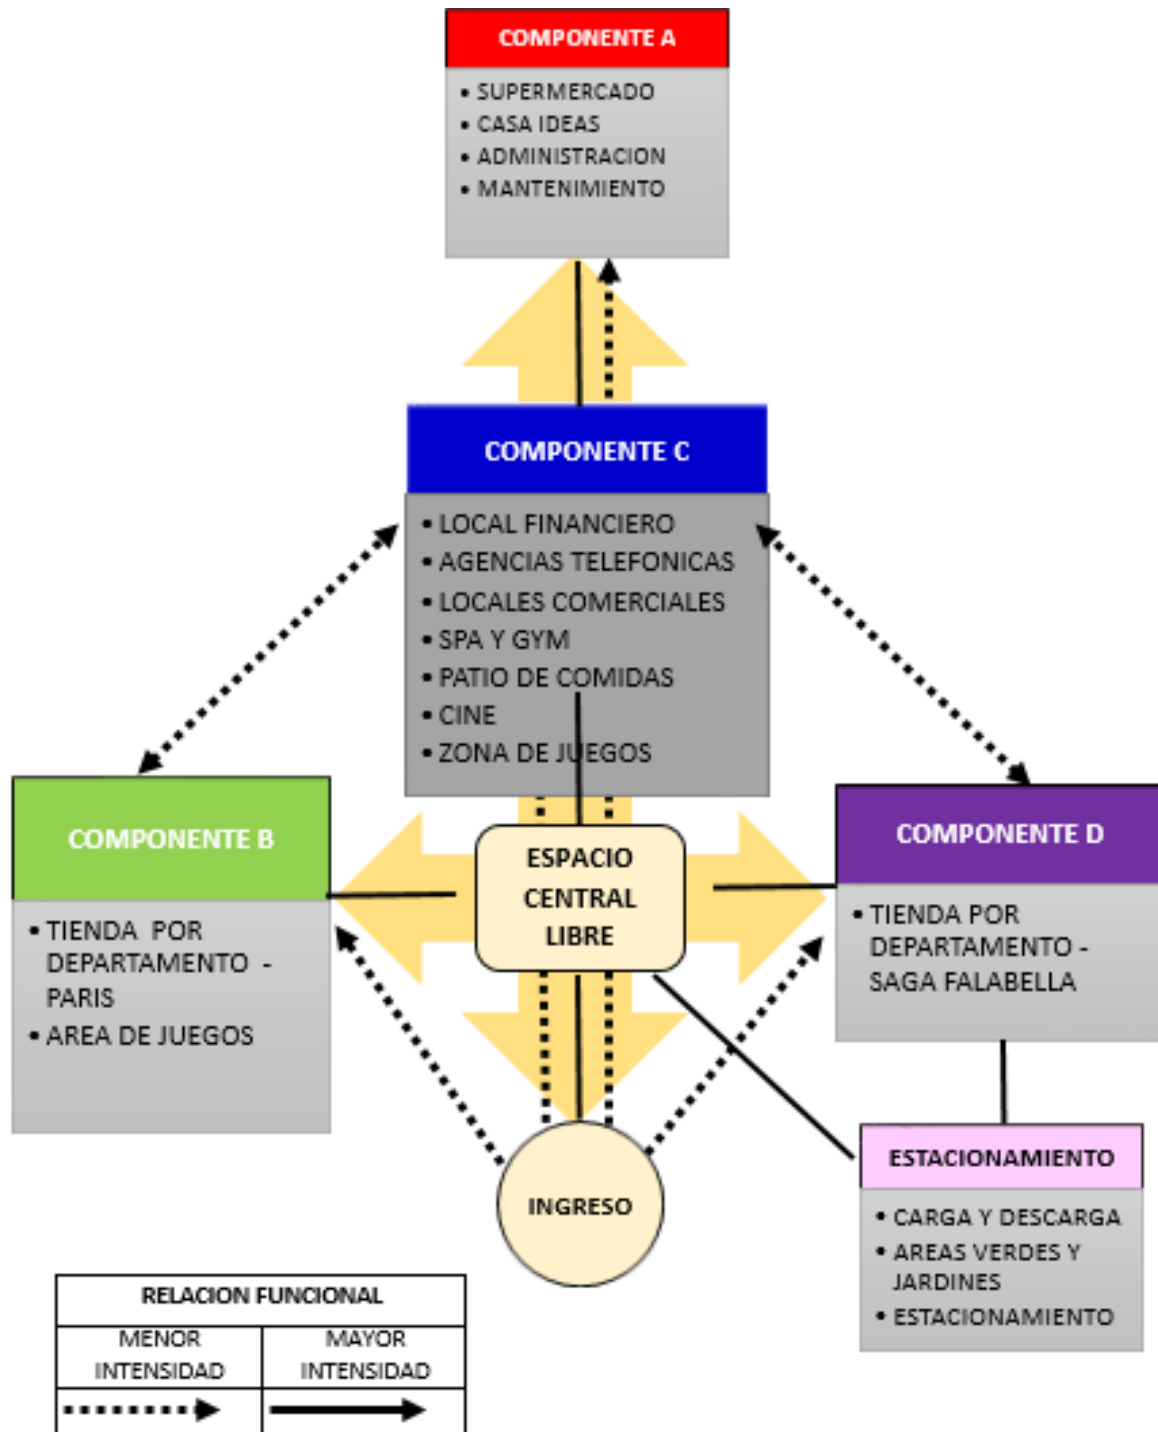 COMPONENTE A
• SUPERMERCADO
• CASA IDEAS
• ADMINISTRACION
• MANTENIMIENTO
COMPONENTE C
• LOCAL FINANCIERO
• AGENCIAS TELEFONICAS
• LOCALES COMERCIALES
• SPA Y GYM
• PATIO DE COMIDAS
• CINE
• ZONA DE JUEGOS
COMPONENTE B
• TIENDA POR
DEPARTAMENTO -
PARIS
• AREA DE JUEGOS
ESPACIO
CENTRAL
LIBRE
COMPONENTE D
• TIENDA POR
DEPARTAMENTO -
SAGA FALABELLA
INGRESO
ESTACIONAMIENTO
• CARGA Y DESCARGA
• AREAS VERDES Y
JARDINES
• ESTACIONAMIENTO
RELACION FUNCIONAL
MENOR
INTENSIDAD
MAYOR
INTENSIDAD